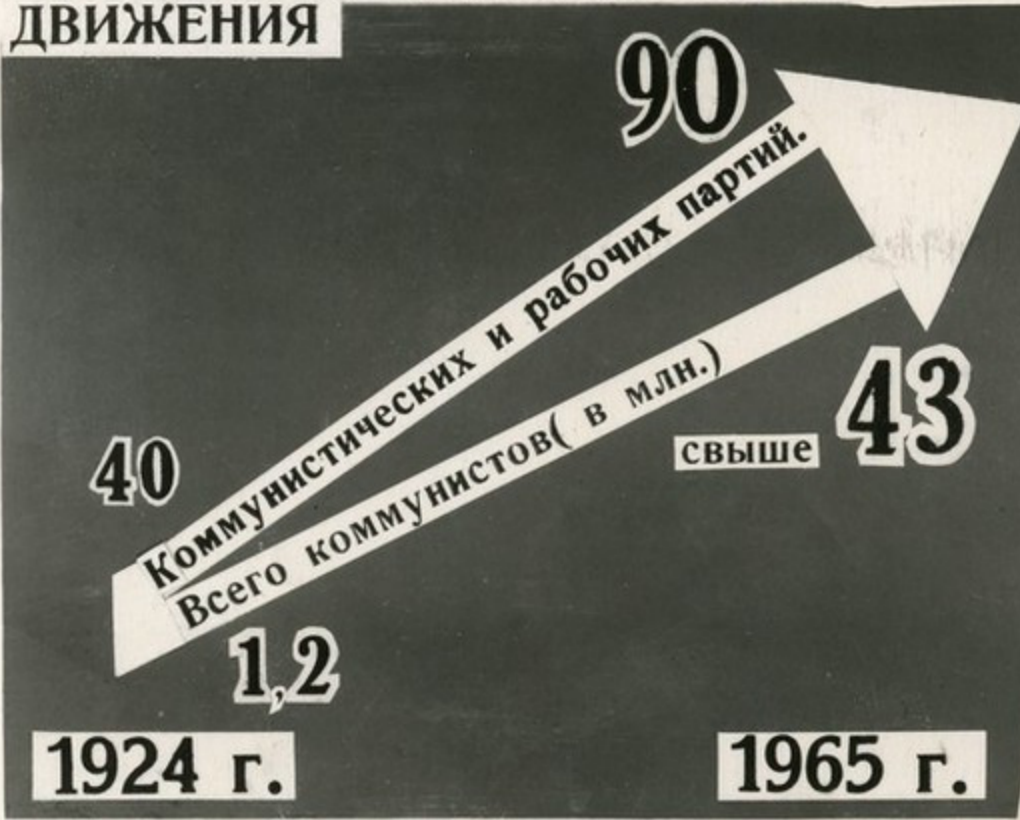 ДВИЖЕНИЯ
90
Коммунистических и рабочих партий.
40
Всего коммунистов( в млн.)
свыше 43
1,2
1924 г.
1965 г.